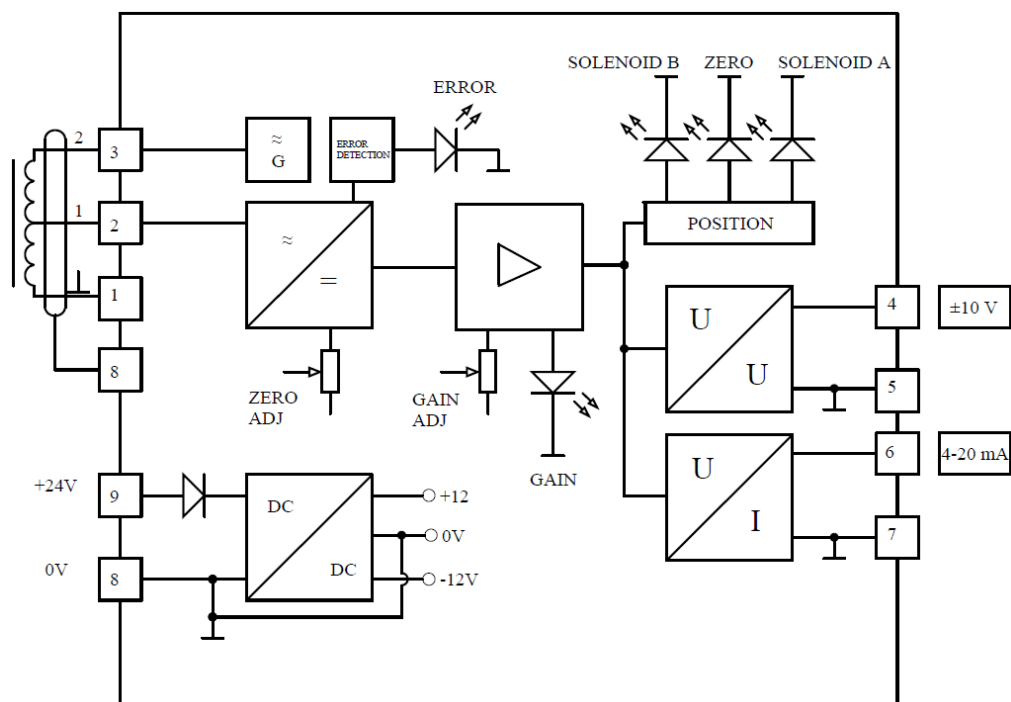 SOLENOID B ZERO SOLENOID A
ERROR
2
3
≈
G
ERROR
DETECTION
1
2
≈
=
POSITION
1
8
ZERO
ADJ
GAIN
ADJ
GAIN
U
U
4
±10 V
5
U
I
6
4-20 mA
7
+24V
9
DC
DC
+12
0V
-12V
0V
8